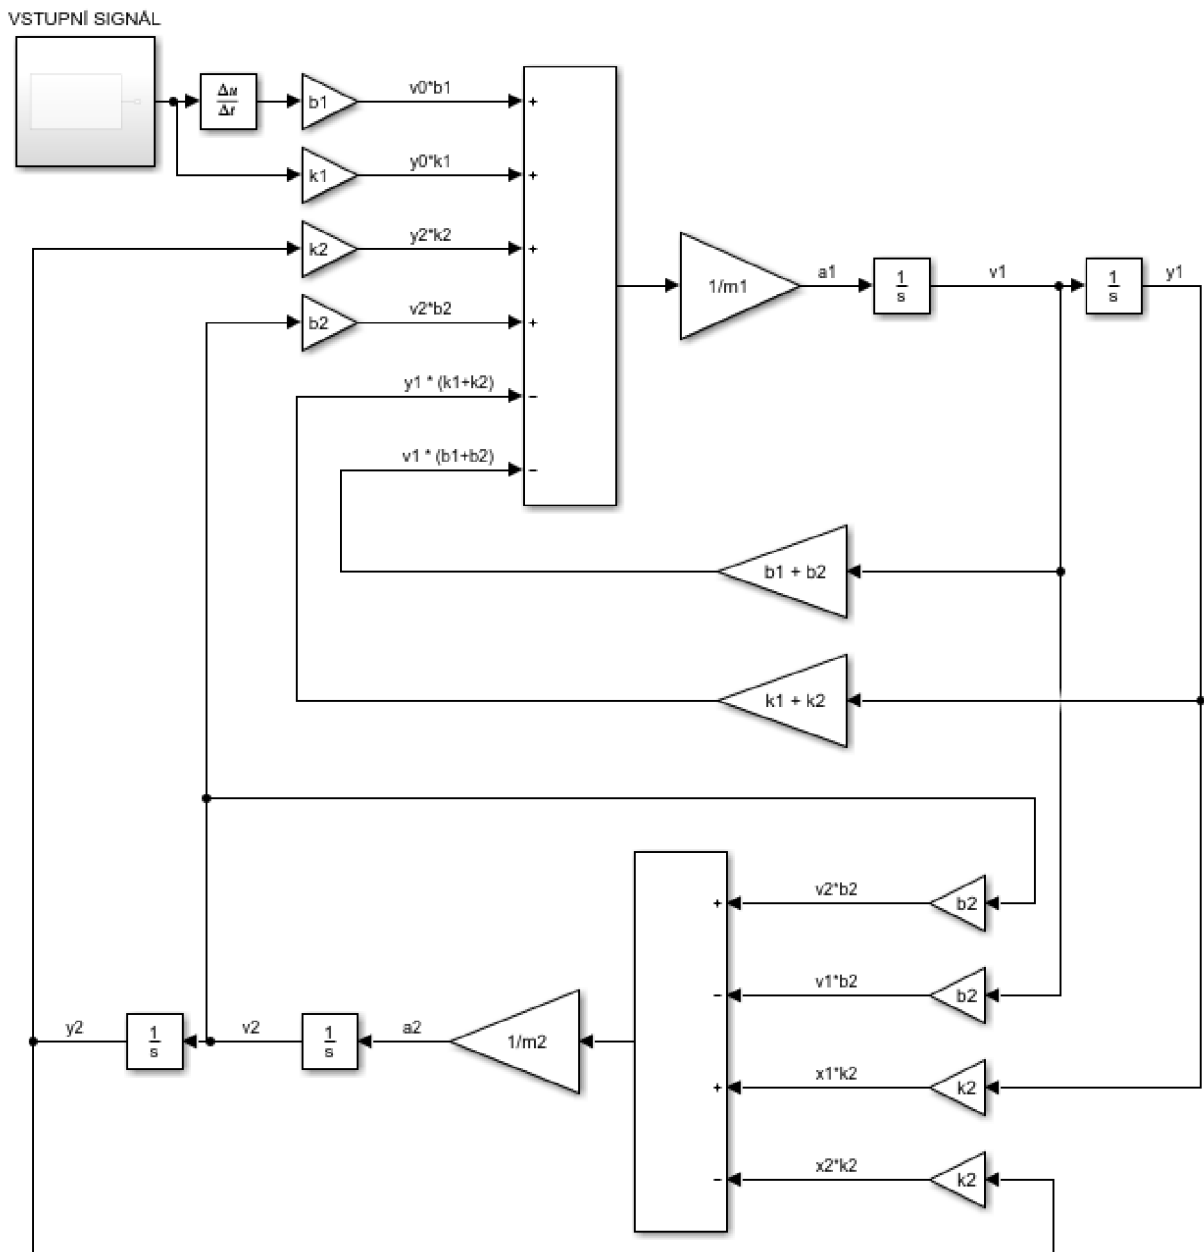 VSTUPNÍ SIGNÁL
Δu
Δt
b1
v0*b1
+
k1
y0*k1
+
k2
y2*k2
+
b2
v2*b2
+
1/m1
a1
1
s
v1
1
s
y1
y1 * (k1+k2)
−
v1 * (b1+b2)
−
b1 + b2
k1 + k2
+
v2*b2
b2
−
v1*b2
b2
+
x1*k2
k2
−
x2*k2
k2
y2
1
s
v2
1
s
a2
1/m2